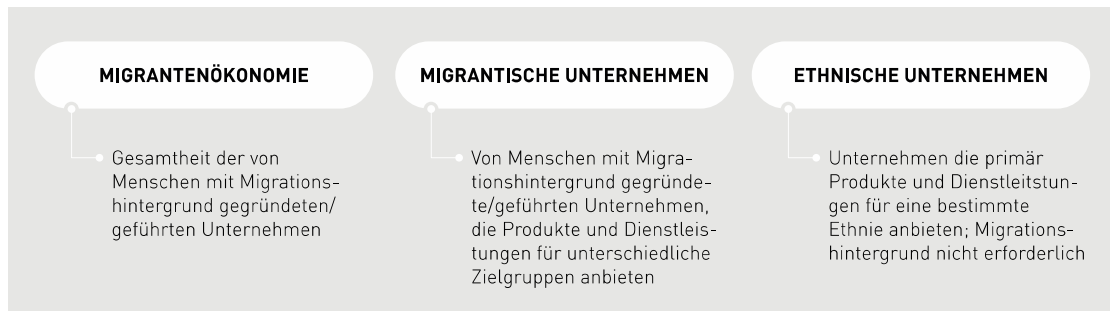 MIGRANTENÖKONOMIE
Gesamtheit der von
Menschen mit Migrations-
hintergrund gegründeten/
geführten Unternehmen
MIGRANTISCHE UNTERNEHMEN
Von Menschen mit Migra-
tionshintergrund gegründe-
te/geführten Unternehmen,
die Produkte und Dienstleis-
tungen für unterschiedliche
Zielgruppen anbieten
ETHNISCHE UNTERNEHMEN
Unternehmen die primär
Produkte und Dienstleitstun-
gen für eine bestimmte
Ethnie anbieten; Migrations-
hintergrund nicht erforderlich